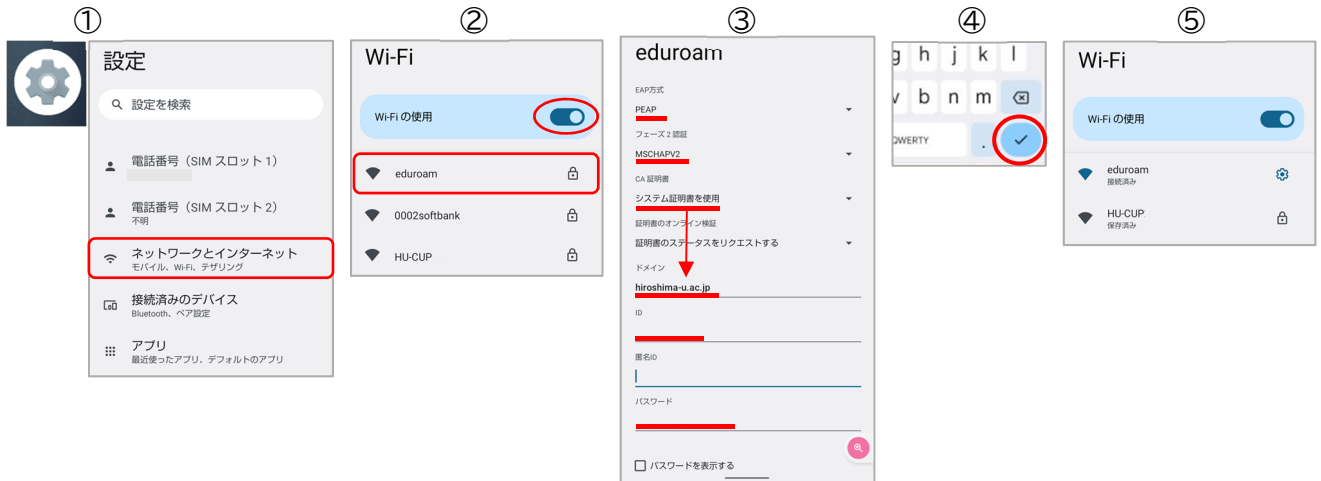 ①
設定
設定を検索
電話番号（SIM スロット 1）
電話番号（SIM スロット 2）
不明
ネットワークとインターネット
モバイル、Wi-Fi、テザリング
接続済みのデバイス
Bluetooth、ペア設定
アプリ
最近使ったアプリ、デフォルトのアプリ
②
Wi-Fi
Wi-Fi の使用
eduroam
0002softbank
HU-CUP
③
eduroam
EAP方式
PEAP
フェーズ 2 認証
MSCHAPV2
CA 証明書
システム証明書を使用
証明書のオンライン検証
証明書のステータスをリクエストする
ドメイン
hiroshima-u.ac.jp
ID
匿名ID
パスワード
パスワードを表示する
④
g h j k l
v b n m
QWERTY .
⑤
Wi-Fi
Wi-Fi の使用
eduroam
接続済み
HU-CUP
保存済み